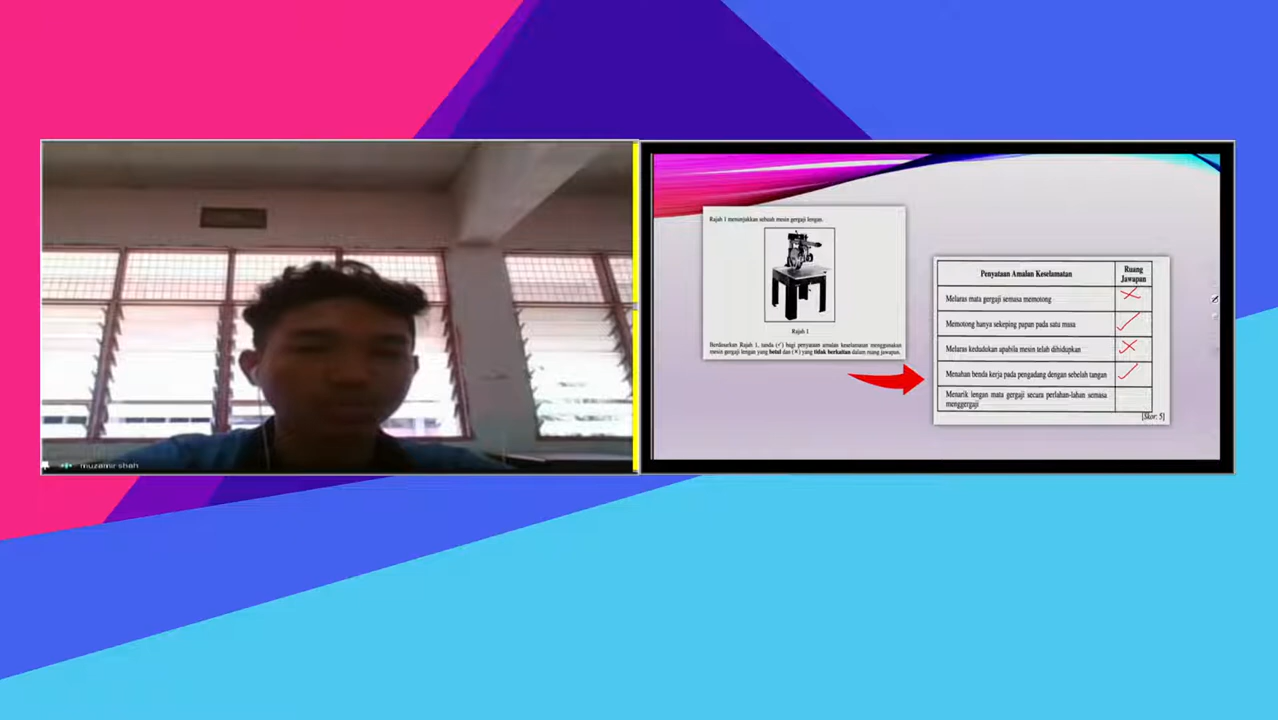 muzamir shah
Rajah 1 menunjukkan sebuah mesin gergaji lengan.
Rajah 1
Berdasarkan Rajah 1, tanda (✓) bagi penyataan amalan keselamatan menggunakan
mesin gergaji lengan yang betul dan (✕) yang tidak berkaitan dalam ruang jawapan.
Penyataan Amalan Keselamatan
Ruang
Jawapan
Melaras mata gergaji semasa memotong
✕
Memotong hanya sekeping papan pada satu masa
✓
Melaras kedudukan apabila mesin telah dihidupkan
✕
Menahan benda kerja pada pengadang dengan sebelah tangan
✓
Menarik lengan mata gergaji secara perlahan-lahan semasa
menggergaji
[Skor: 5]